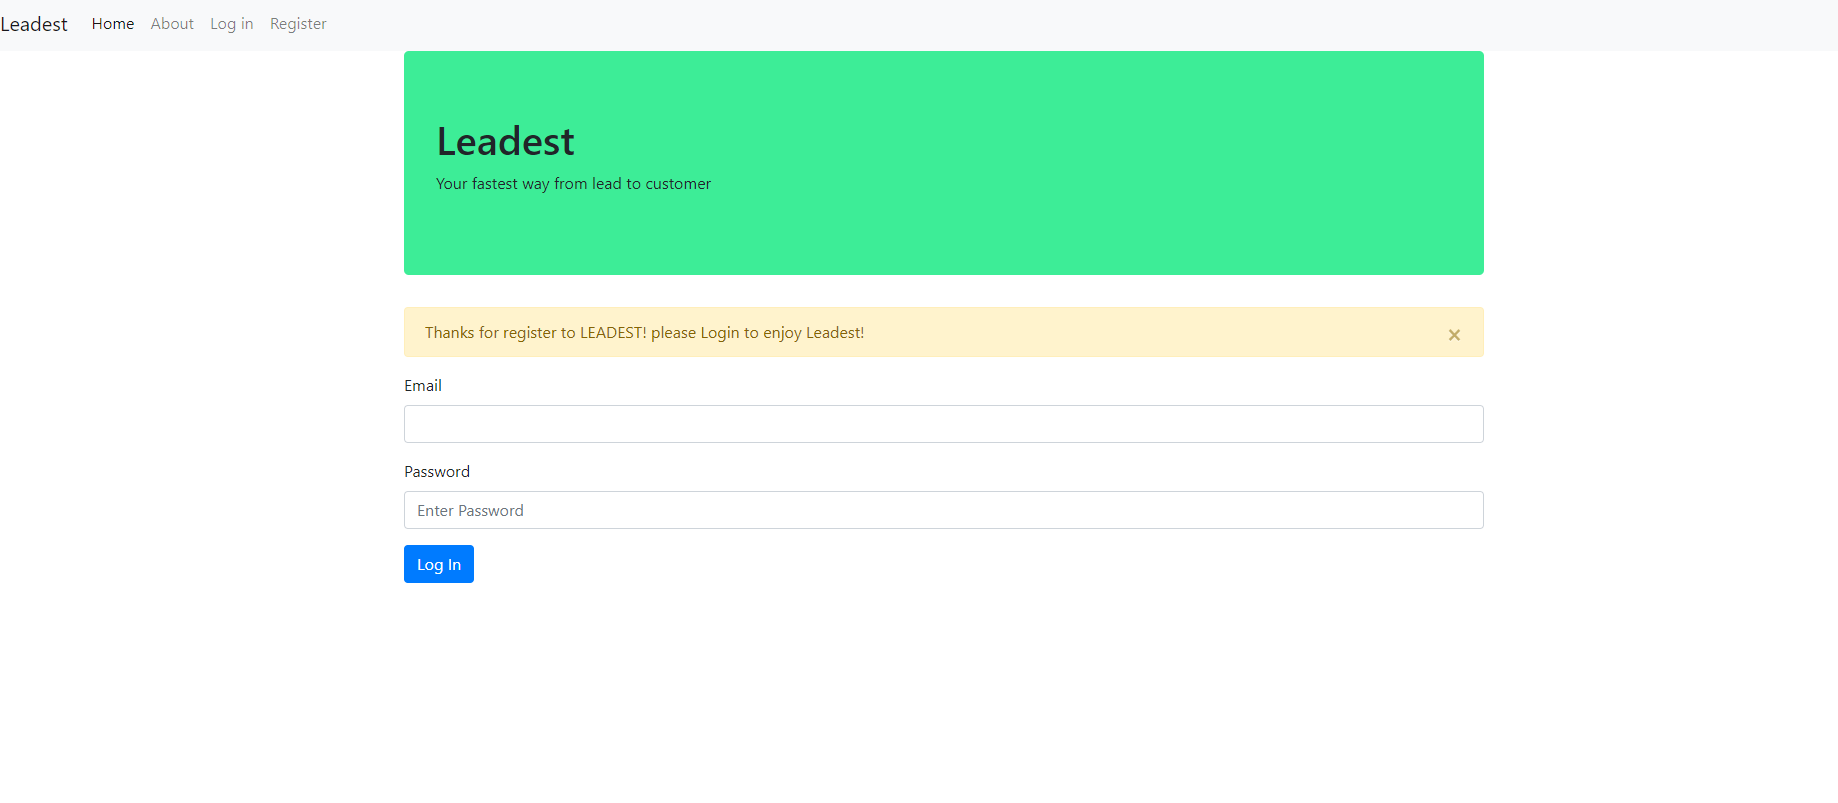 Leadest Home About Log in Register
Leadest
Your fastest way from lead to customer
Thanks for register to LEADEST! please Login to enjoy Leadest! ×
Email
Password
Enter Password
Log In